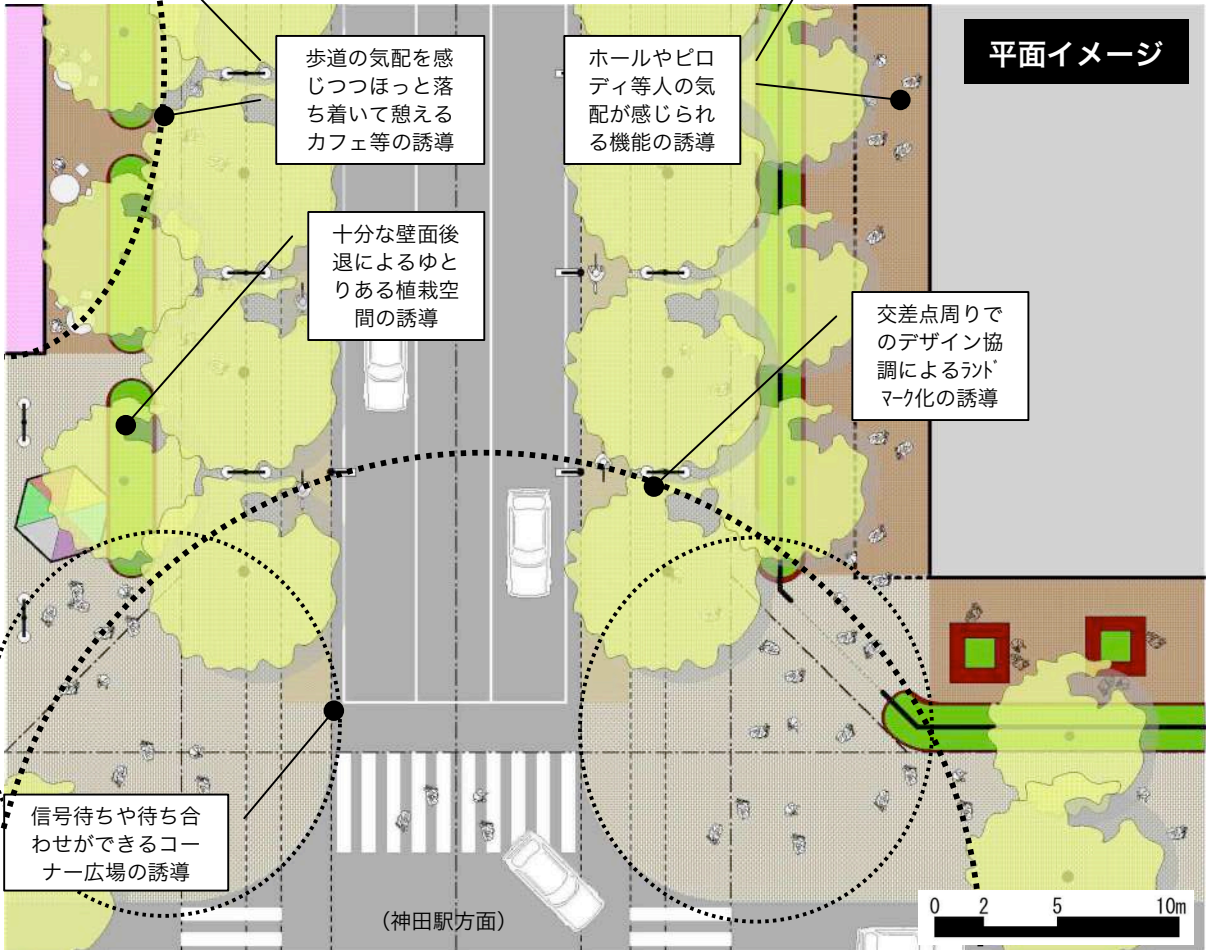 平面イメージ
歩道の気配を感
じつつほっと落
ち着いて憩える
カフェ等の誘導
ホールやピロ
ディ等人の気
配が感じられ
る機能の誘導
十分な壁面後
退によるゆと
りある植栽空
間の誘導
交差点周りで
のデザイン協
調によるﾗﾝﾄﾞ
ﾏｰｸ化の誘導
信号待ちや待ち合
わせができるコー
ナー広場の誘導
（神田駅方面）
0 2 5 10m